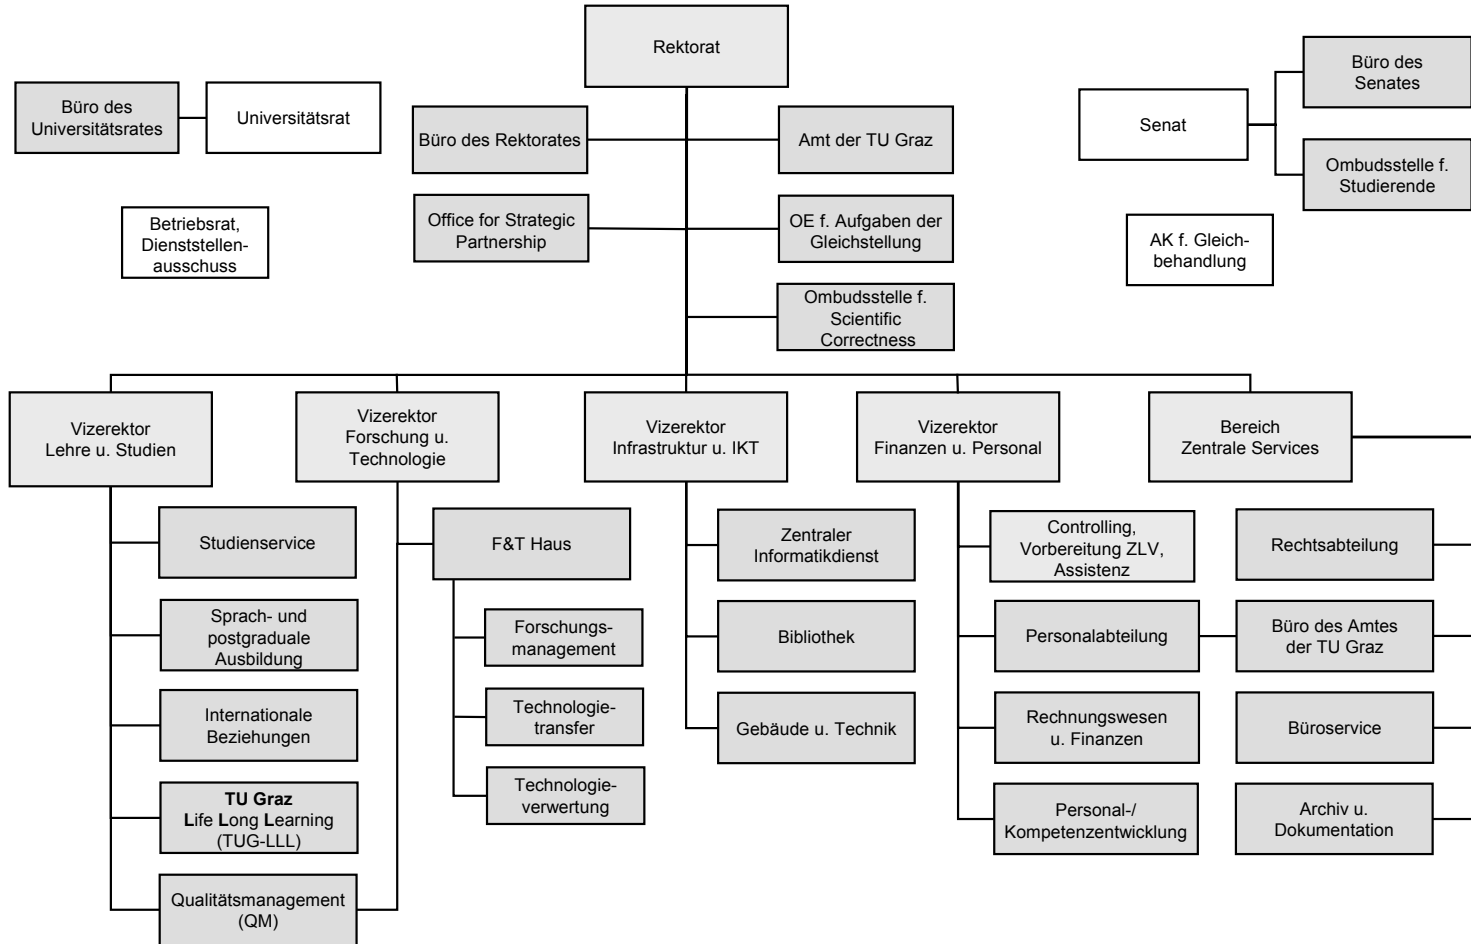 Rektorat
Büro des
Universitätsrates
Universitätsrat
Büro des Rektorates
Amt der TU Graz
Senat
Büro des
Senates
Ombudsstelle f.
Studierende
Betriebsrat,
Dienststellen-
ausschuss
Office for Strategic
Partnership
OE f. Aufgaben der
Gleichstellung
AK f. Gleich-
behandlung
Ombudsstelle f.
Scientific
Correctness
Vizerektor
Lehre u. Studien
Vizerektor
Forschung u.
Technologie
Vizerektor
Infrastruktur u. IKT
Vizerektor
Finanzen u. Personal
Bereich
Zentrale Services
Studienservice
F&T Haus
Zentraler
Informatikdienst
Controlling,
Vorbereitung ZLV,
Assistenz
Rechtsabteilung
Sprach- und
postgraduale
Ausbildung
Forschungs-
management
Bibliothek
Personalabteilung
Büro des Amtes
der TU Graz
Internationale
Beziehungen
Technologie-
transfer
Gebäude u. Technik
Rechnungswesen
u. Finanzen
Büroservice
TU Graz
Life Long Learning
(TUG-LLL)
Technologie-
verwertung
Personal-/
Kompetenzentwicklung
Archiv u.
Dokumentation
Qualitätsmanagement
(QM)